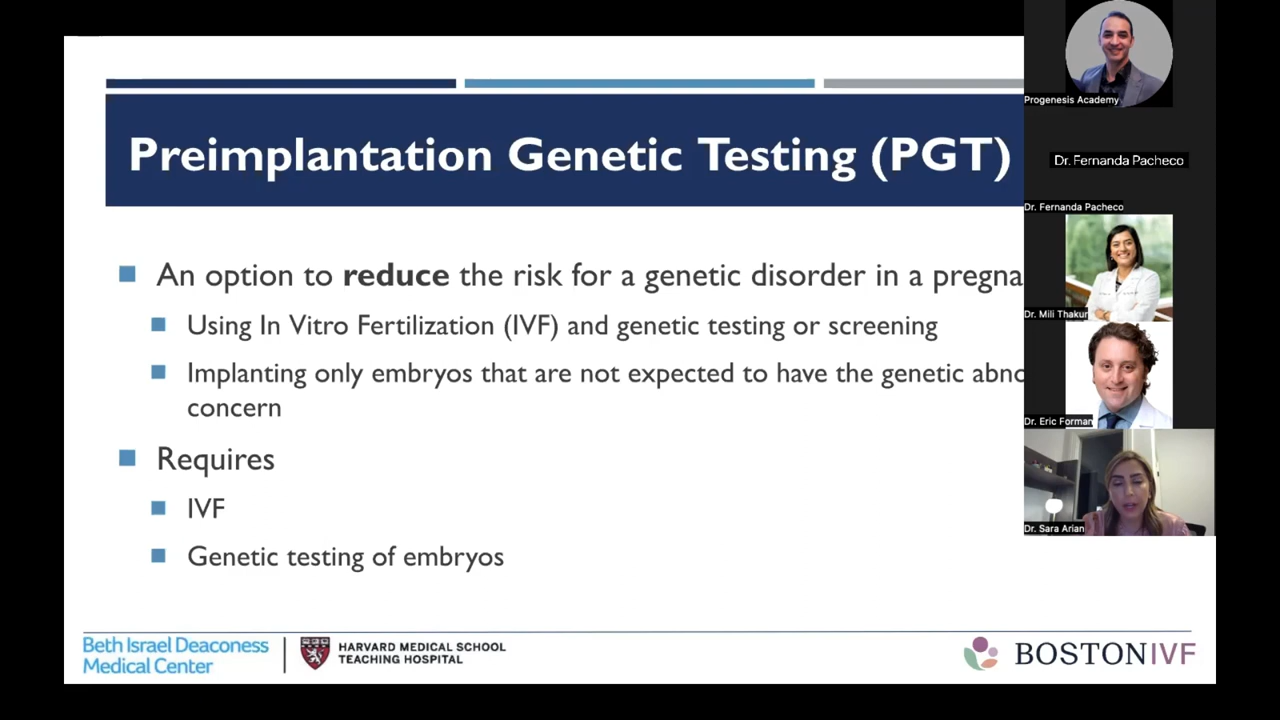 Preimplantation Genetic Testing (PGT)
An option to reduce the risk for a genetic disorder in a pregna
Using In Vitro Fertilization (IVF) and genetic testing or screening
Implanting only embryos that are not expected to have the genetic abno
concern
Requires
IVF
Genetic testing of embryos
Beth Israel Deaconess
Medical Center
HARVARD MEDICAL SCHOOL
TEACHING HOSPITAL
BOSTONIVF
Progenesis Academy
Dr. Fernanda Pacheco
Dr. Fernanda Pacheco
Dr. Mili Thakur
Dr. Eric Forman
Dr. Sara Arian